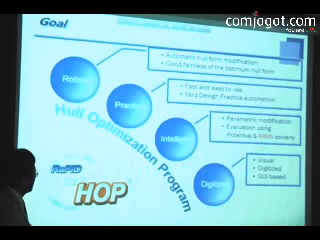 comjagat.com
Goal
• Automatic hull form modification
• Good fairness of the optimum hull form
Robust
• Fast and easy to use
• Yard Design Practice automation
Practical
• Parametric modification
• Evaluation using
Potential & RANS solvers
Intelligent
• Visual
• Digitized
• GUI based
Digitized
Hull Optimization Program
HOP